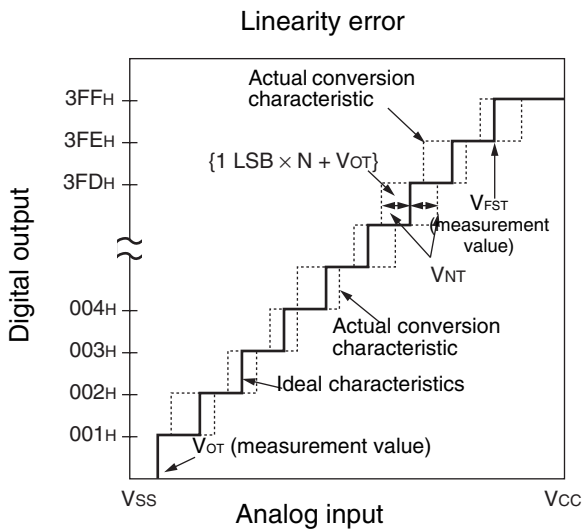 Linearity error
Actual conversion
characteristic
3FFH
3FEH
{1 LSB × N + VOT}
3FDH
VFST
(measurement
value)
VNT
Digital output
004H
Actual conversion
characteristic
003H
Ideal characteristics
002H
001H
VOT (measurement value)
VSS
VCC
Analog input